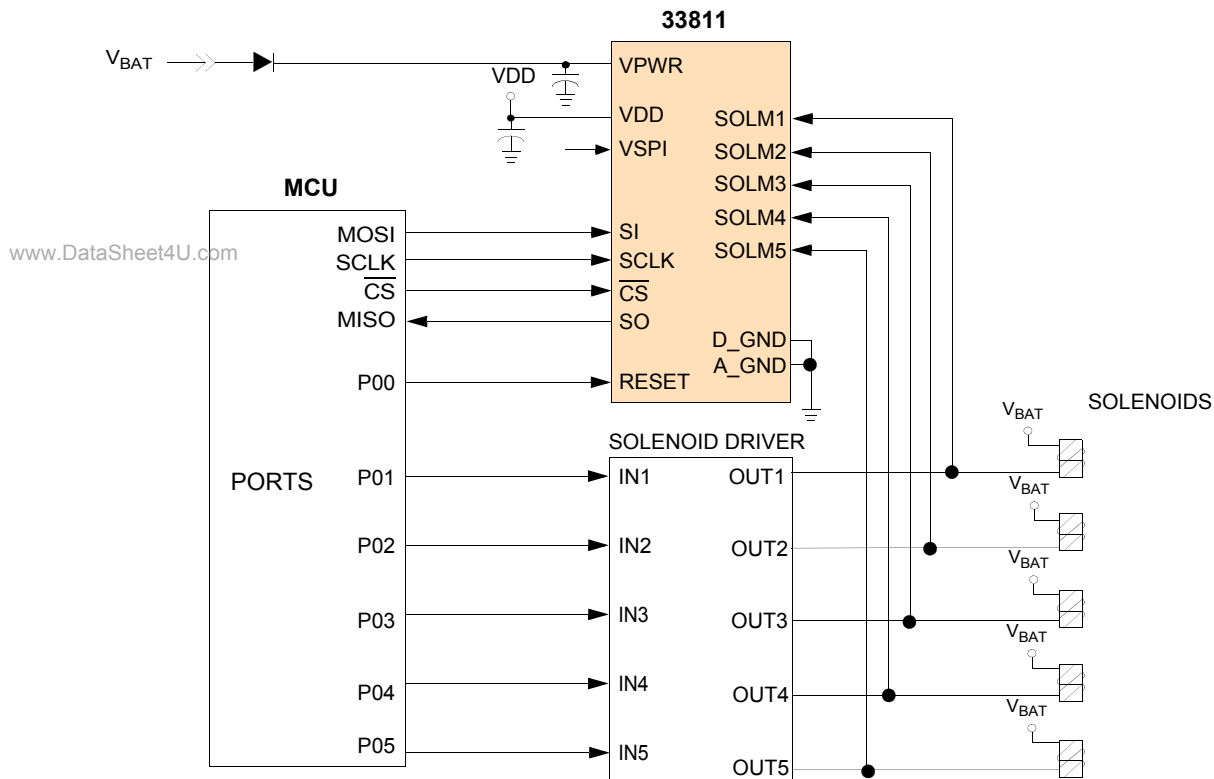 33811
VBAT
VPWR
VDD
VDD
VSPI
SOLM1
SOLM2
SOLM3
SOLM4
SOLM5
MCU
www.DataSheet4U.com
MOSI
SCLK
CS
MISO
P00
SI
SCLK
CS
SO
RESET
D_GND
A_GND
SOLENOIDS
SOLENOID DRIVER
PORTS
P01
P02
P03
P04
P05
IN1
IN2
IN3
IN4
IN5
OUT1
OUT2
OUT3
OUT4
OUT5
VBAT
VBAT
VBAT
VBAT
VBAT